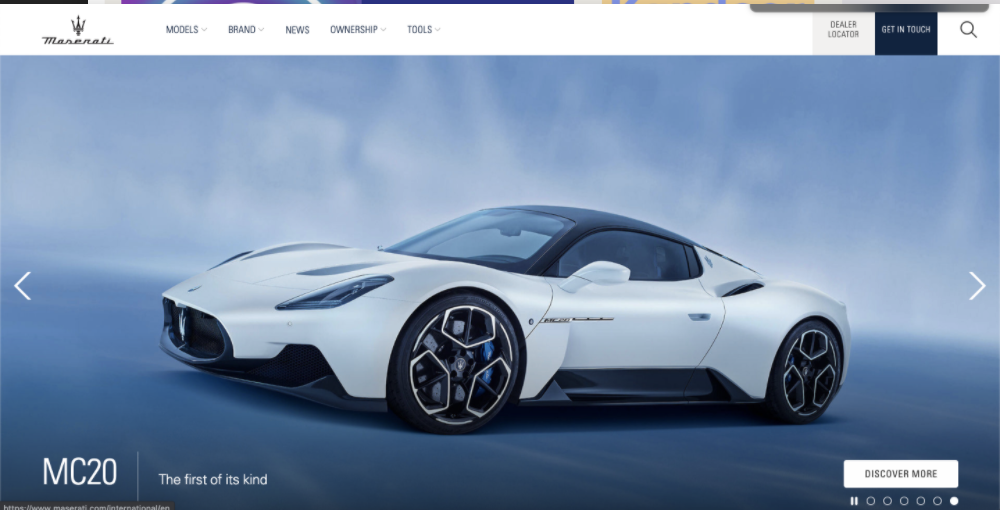 MODELS
BRAND
NEWS
OWNERSHIP
TOOLS
DEALER
LOCATOR
GET IN TOUCH
Maserati
MC20
MC20
The first of its kind
DISCOVER MORE
https://www.maserati.com/international/en